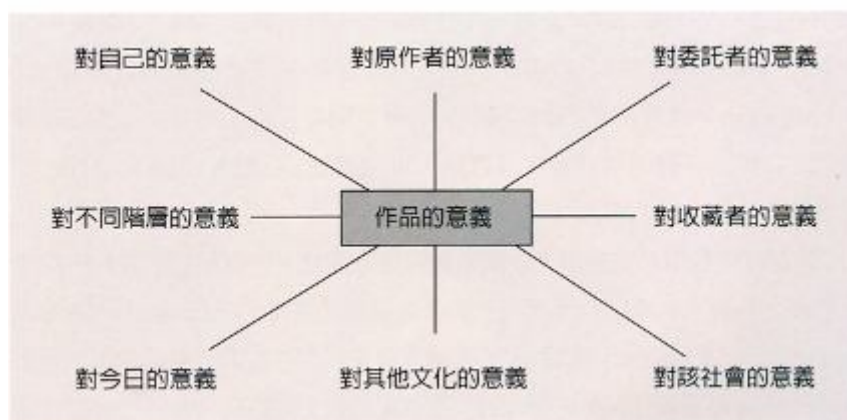 對自己的意義
對原作者的意義
對委託者的意義
對不同階層的意義
作品的意義
對收藏者的意義
對今日的意義
對其他文化的意義
對該社會的意義